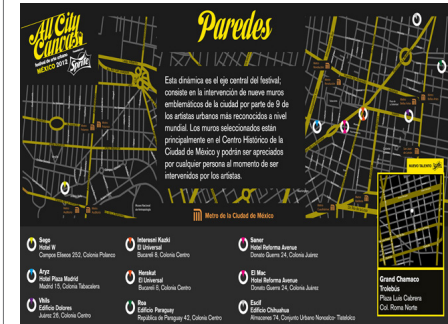 All City
Canvas
festival de arte urbano
MÉXICO 2012
Sprite
Paredes
Esta dinámica es el eje central del festival;
consiste en la intervención de nueve muros
emblemáticos de la ciudad por parte de 9 de
los artistas urbanos más reconocidos a nivel
mundial. Los muros seleccionados están
principalmente en el Centro Histórico de la
Ciudad de México y podrán ser apreciados
por cualquier persona al momento de ser
intervenidos por los artistas.
Metro de la Ciudad de México
Sego
Hotel W
Campos Elíseos 252, Colonia Polanco
Aryz
Hotel Plaza Madrid
Madrid 15, Colonia Tabacalera
Vhils
Edificio Dolores
Juárez 26, Colonia Centro
Interesni Kazki
El Universal
Bucareli 8, Colonia Centro
Herakut
El Universal
Bucareli 8, Colonia Centro
Roa
Edificio Paraguay
República de Paraguay 42, Colonia Centro
Saner
Hotel Reforma Avenue
Donato Guerra 24, Colonia Juárez
El Mac
Hotel Reforma Avenue
Donato Guerra 24, Colonia Juárez
Escif
Edificio Chihuahua
Almacenes 74, Conjunto Urbano Nonoalco- Tlatelolco
NUEVO TALENTO
Grand Chamaco
Trolebús
Plaza Luis Cabrera
Col. Roma Norte